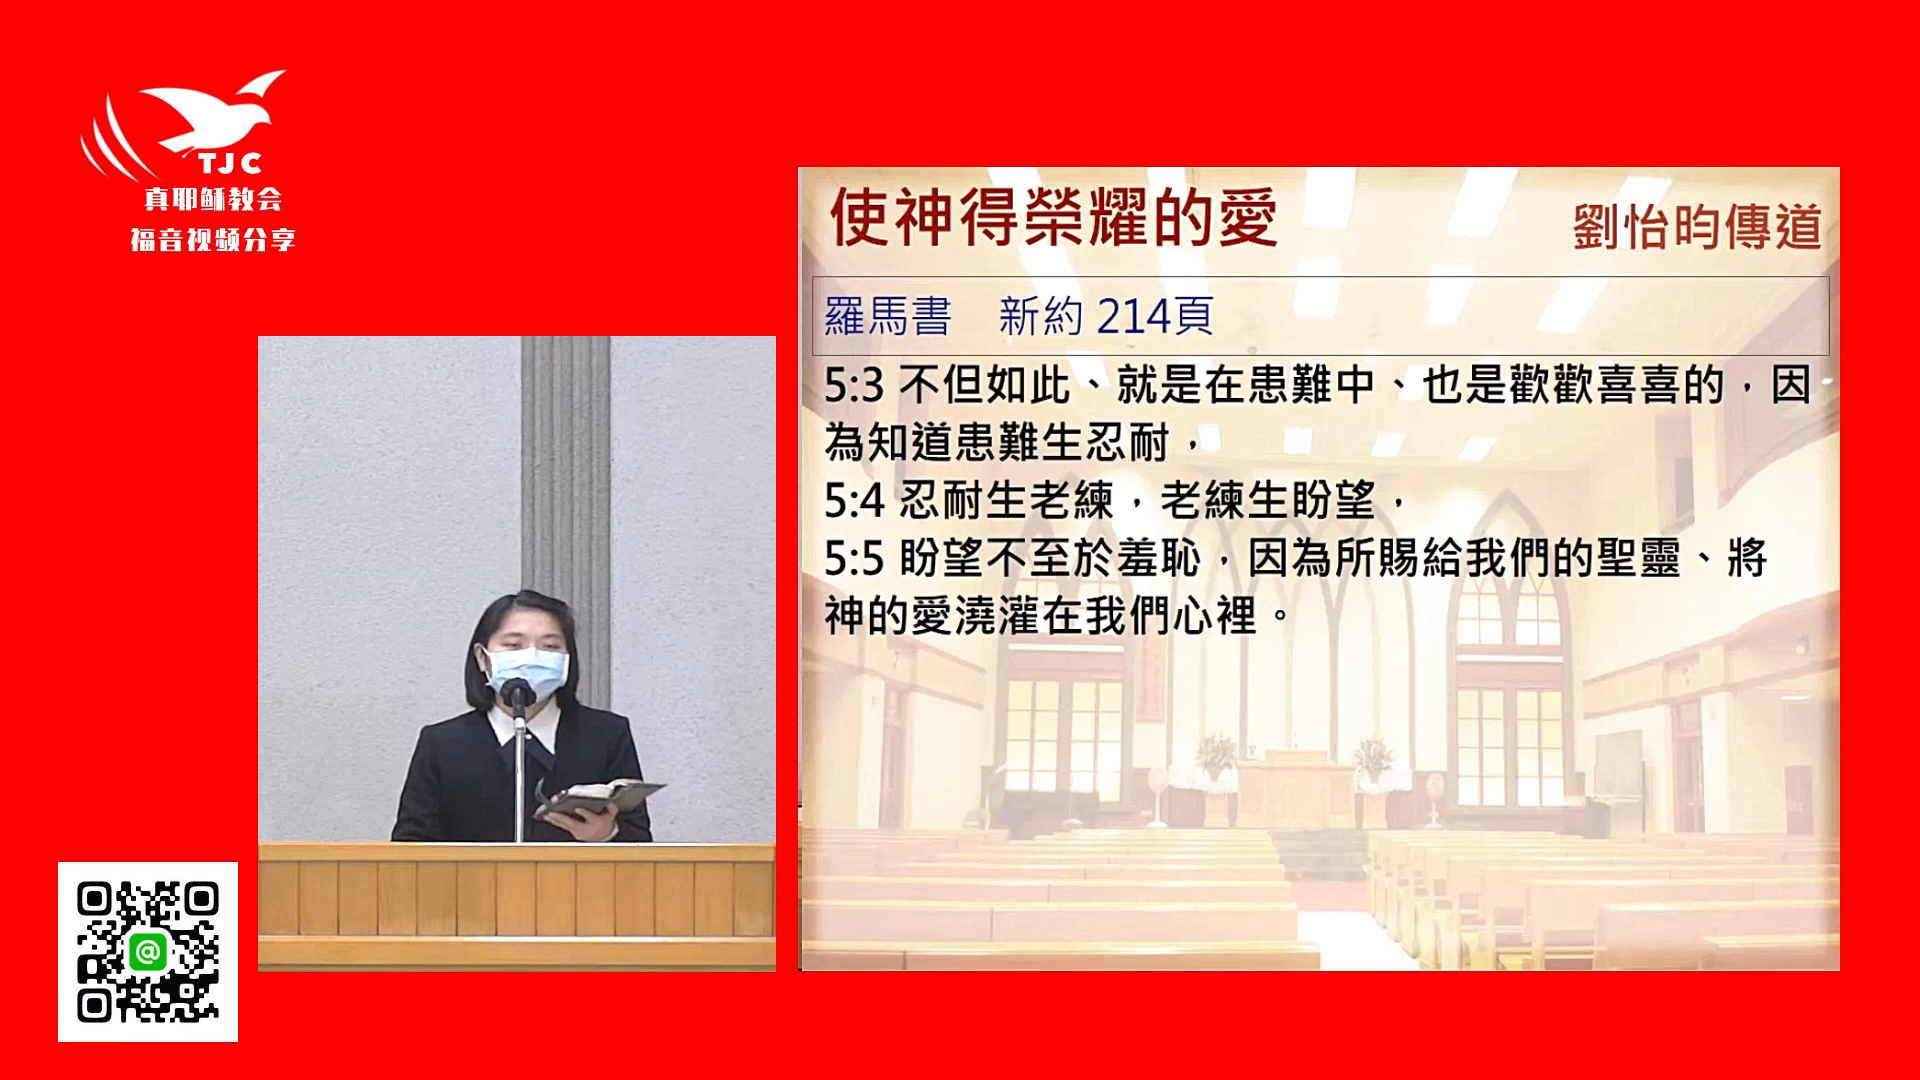 TJC
真耶稣教会
福音视频分享
使神得榮耀的愛
劉怡昀傳道
羅馬書 新約 214頁
5:3 不但如此、就是在患難中、也是歡歡喜喜的，因
為知道患難生忍耐，
5:4 忍耐生老練，老練生盼望，
5:5 盼望不至於羞恥，因為所賜給我們的聖靈、將
神的愛澆灌在我們心裡。
@